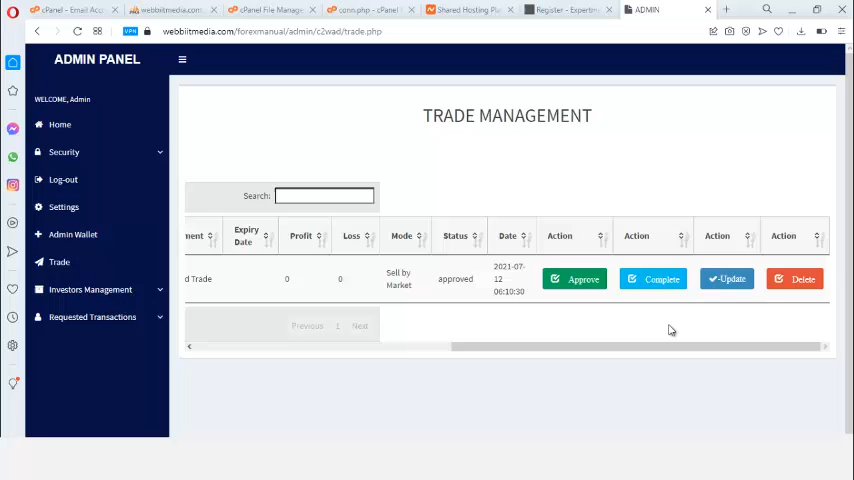 cPanel - Email Acc
webbiitmedia.com
cPanel File Manage
conn.php - cPanel
Shared Hosting Pla
Register - Expertm
ADMIN
VPN
webbiitmedia.com/forexmanual/admin/c2wad/trade.php
ADMIN PANEL
WELCOME, Admin
Home
Security
Log-out
Settings
Admin Wallet
Trade
Investors Management
Requested Transactions
TRADE MANAGEMENT
Search:
ment
Expiry
Date
Profit
Loss
Mode
Status
Date
Action
Action
Action
Action
d Trade
0
0
Sell by
Market
approved
2021-07-
12
06:10:30
Approve
Complete
-Update
Delete
Previous 1 Next